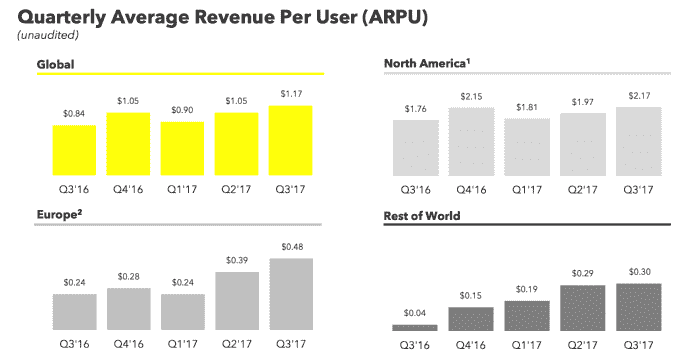 Quarterly Average Revenue Per User (ARPU)
(unaudited)
Global
$0.84 $1.05 $0.90 $1.05 $1.17
Q3'16 Q4'16 Q1'17 Q2'17 Q3'17
North America¹
$1.76 $2.15 $1.81 $1.97 $2.17
Q3'16 Q4'16 Q1'17 Q2'17 Q3'17
Europe²
$0.24 $0.28 $0.24 $0.39 $0.48
Q3'16 Q4'16 Q1'17 Q2'17 Q3'17
Rest of World
$0.04 $0.15 $0.19 $0.29 $0.30
Q3'16 Q4'16 Q1'17 Q2'17 Q3'17